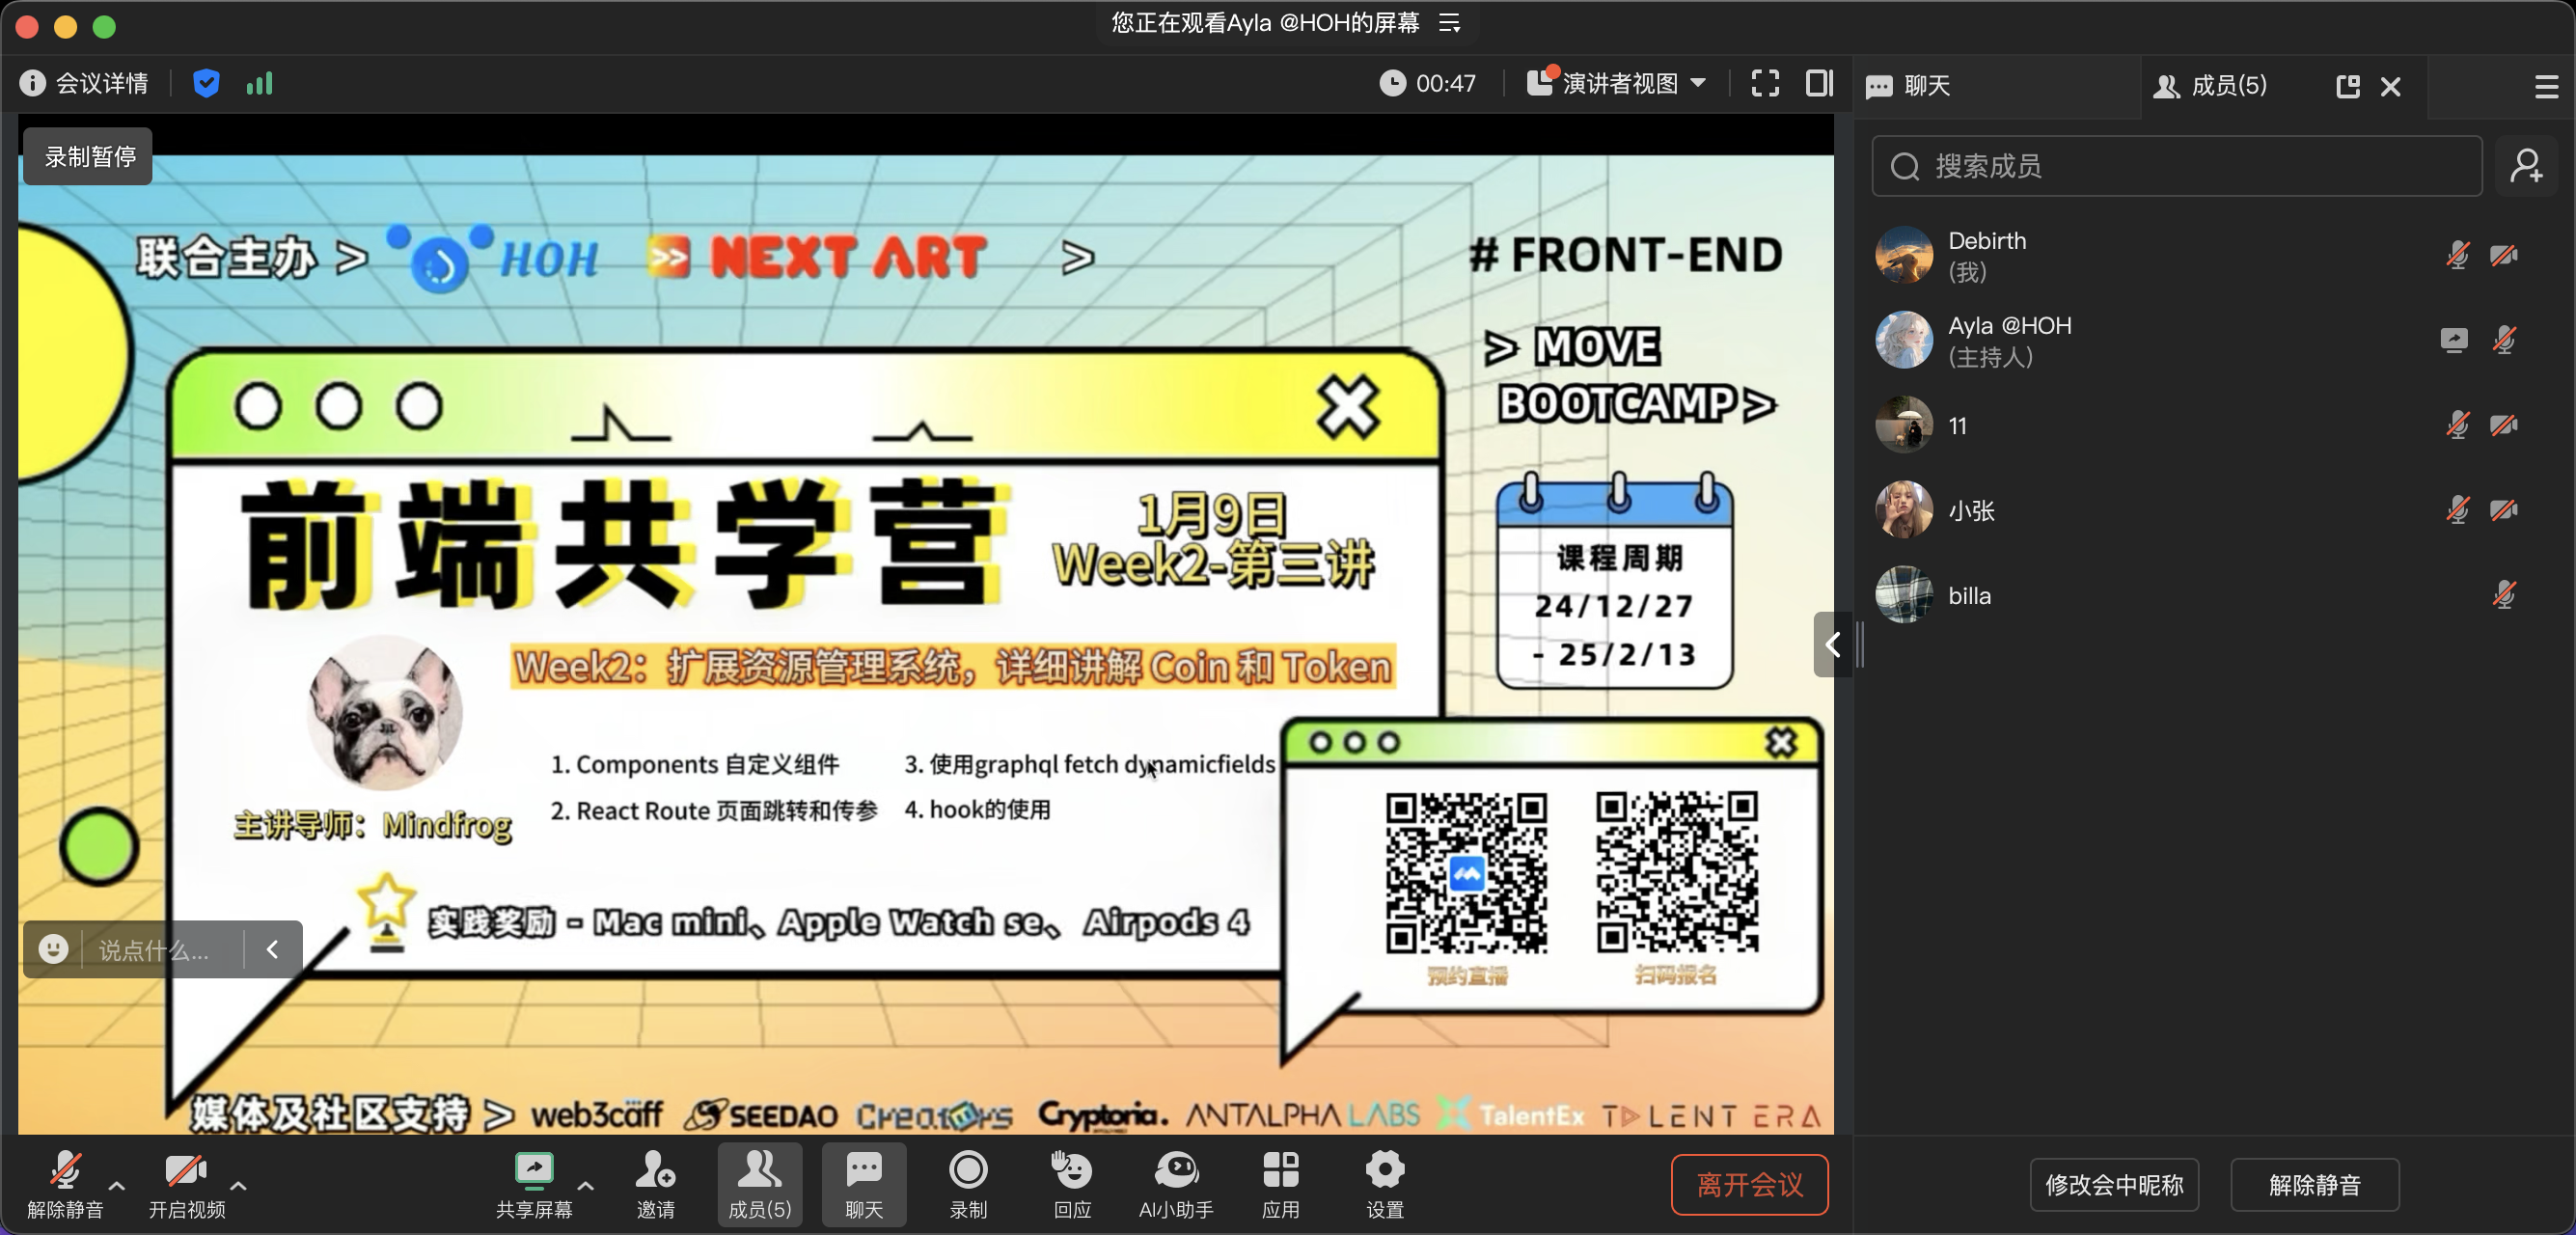 您正在观看Ayla @HOH的屏幕
会议详情
00:47
演讲者视图
聊天
成员(5)
录制暂停
搜索成员
联合主办 > HOH >> NEXT ART >
# FRONT-END
> MOVE
BOOTCAMP >
前端共学营
1月9日
Week2-第三讲
课程周期
24/12/27
- 25/2/13
Week2：扩展资源管理系统，详细讲解 Coin 和 Token
1. Components 自定义组件
2. React Route 页面跳转和传参
3. 使用graphql fetch dynamicfields
4. hook的使用
主讲导师：Mindfrog
实践奖励 - Mac mini、Apple Watch se、 Airpods 4
预约直播
扫码报名
说点什么...
媒体及社区支持 > web3caff SEEDAO Creators Cryptoria. ANTALPHA LABS TalentEx TALENT ERA
Debirth
(我)
Ayla @HOH
(主持人)
11
小张
billa
解除静音
开启视频
共享屏幕
邀请
成员(5)
聊天
录制
回应
AI小助手
应用
设置
离开会议
修改会中昵称
解除静音